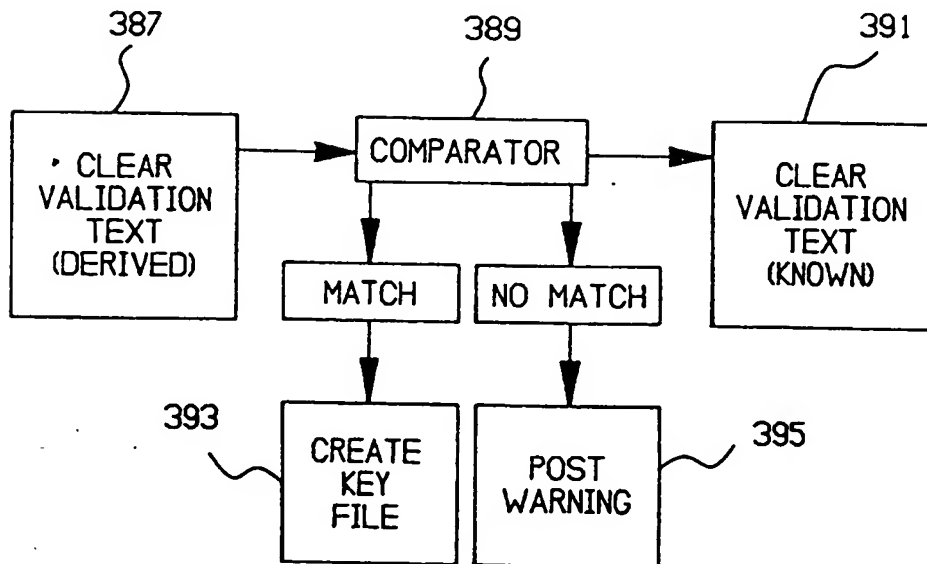 387
389
391
CLEAR
VALIDATION
TEXT
(DERIVED)
COMPARATOR
CLEAR
VALIDATION
TEXT
(KNOWN)
MATCH
NO MATCH
393
CREATE
KEY
FILE
POST
WARNING
395